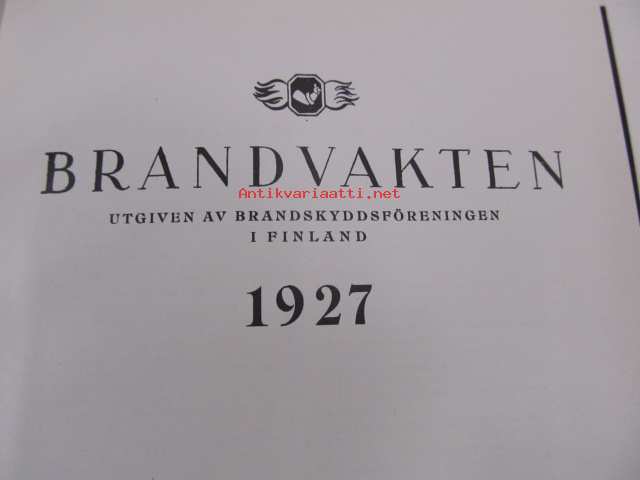 BRANDVAKTEN
Antikvariaatti.net
UTGIVEN AV BRANDSKYDDSFÖRENINGEN
I FINLAND
1927